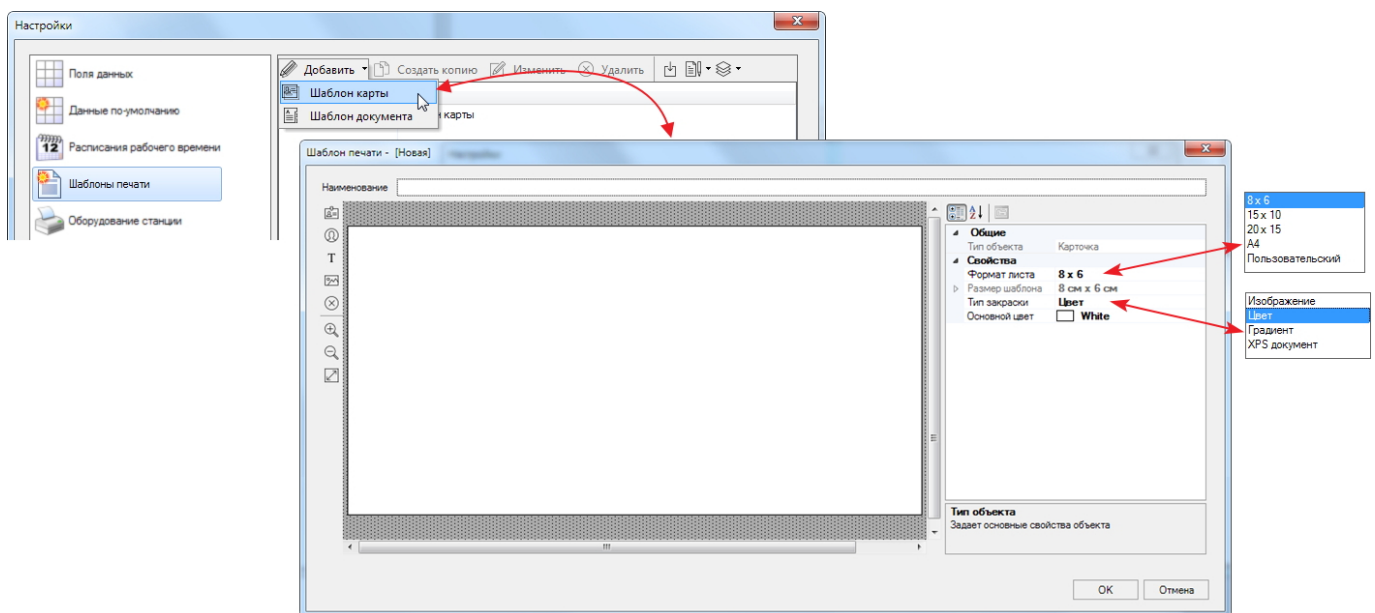 Настройки
Поля данных
Данные по-умолчанию
12
Расписания рабочего времени
Шаблоны печати
Оборудование станции
Добавить Создать копию Изменить Удалить
Шаблон карты
Шаблон документа
карты
Шаблон печати - [Новая]
Наименование
T
Общие
Тип объекта Карточка
Свойства
Формат листа 8 x 6
Размер шаблона 8 см x 6 см
Тип закраски Цвет
Основной цвет White
Тип объекта
Задает основные свойства объекта
OK Отмена
8 x 6
15 x 10
20 x 15
A4
Пользовательский
Изображение
Цвет
Градиент
XPS документ